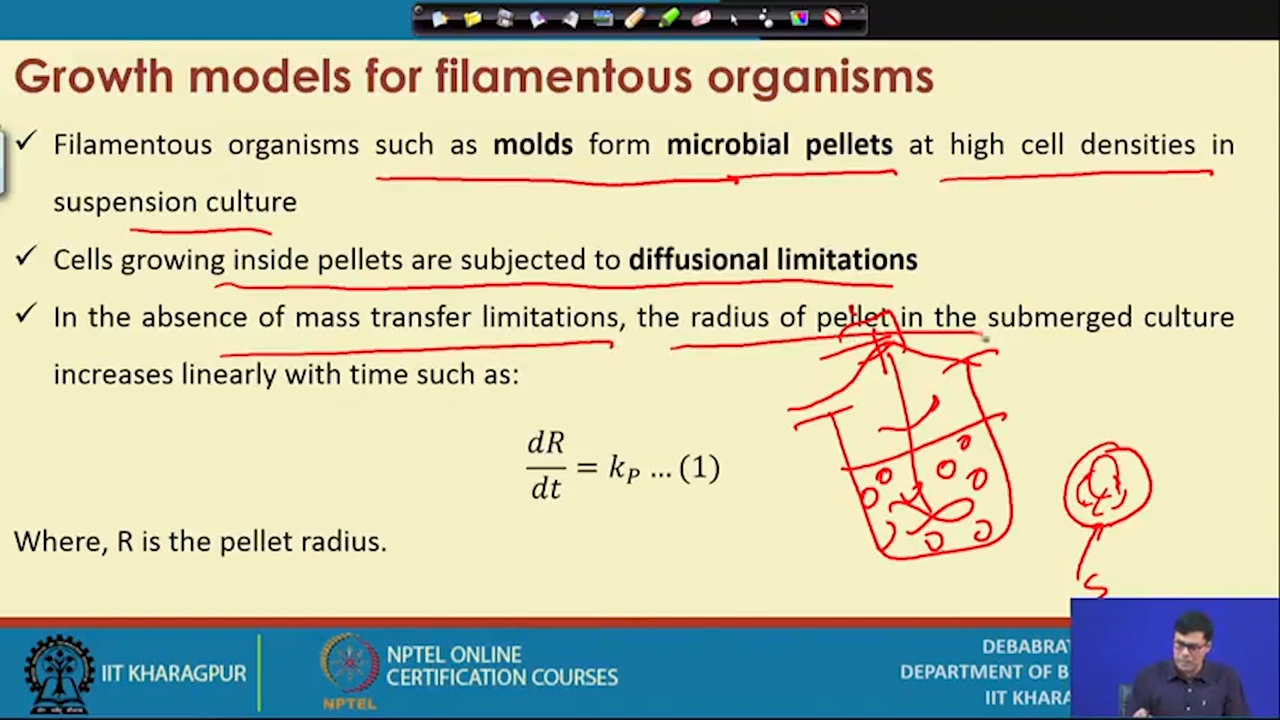 Growth models for filamentous organisms
✓ Filamentous organisms such as molds form microbial pellets at high cell densities in
suspension culture
✓ Cells growing inside pellets are subjected to diffusional limitations
✓ In the absence of mass transfer limitations, the radius of pellet in the submerged culture
increases linearly with time such as:
dR/dt = k_P ... (1)
Where, R is the pellet radius.
S
IIT KHARAGPUR
NPTEL
NPTEL ONLINE
CERTIFICATION COURSES
DEBABRAT
DEPARTMENT OF B
IIT KHARA